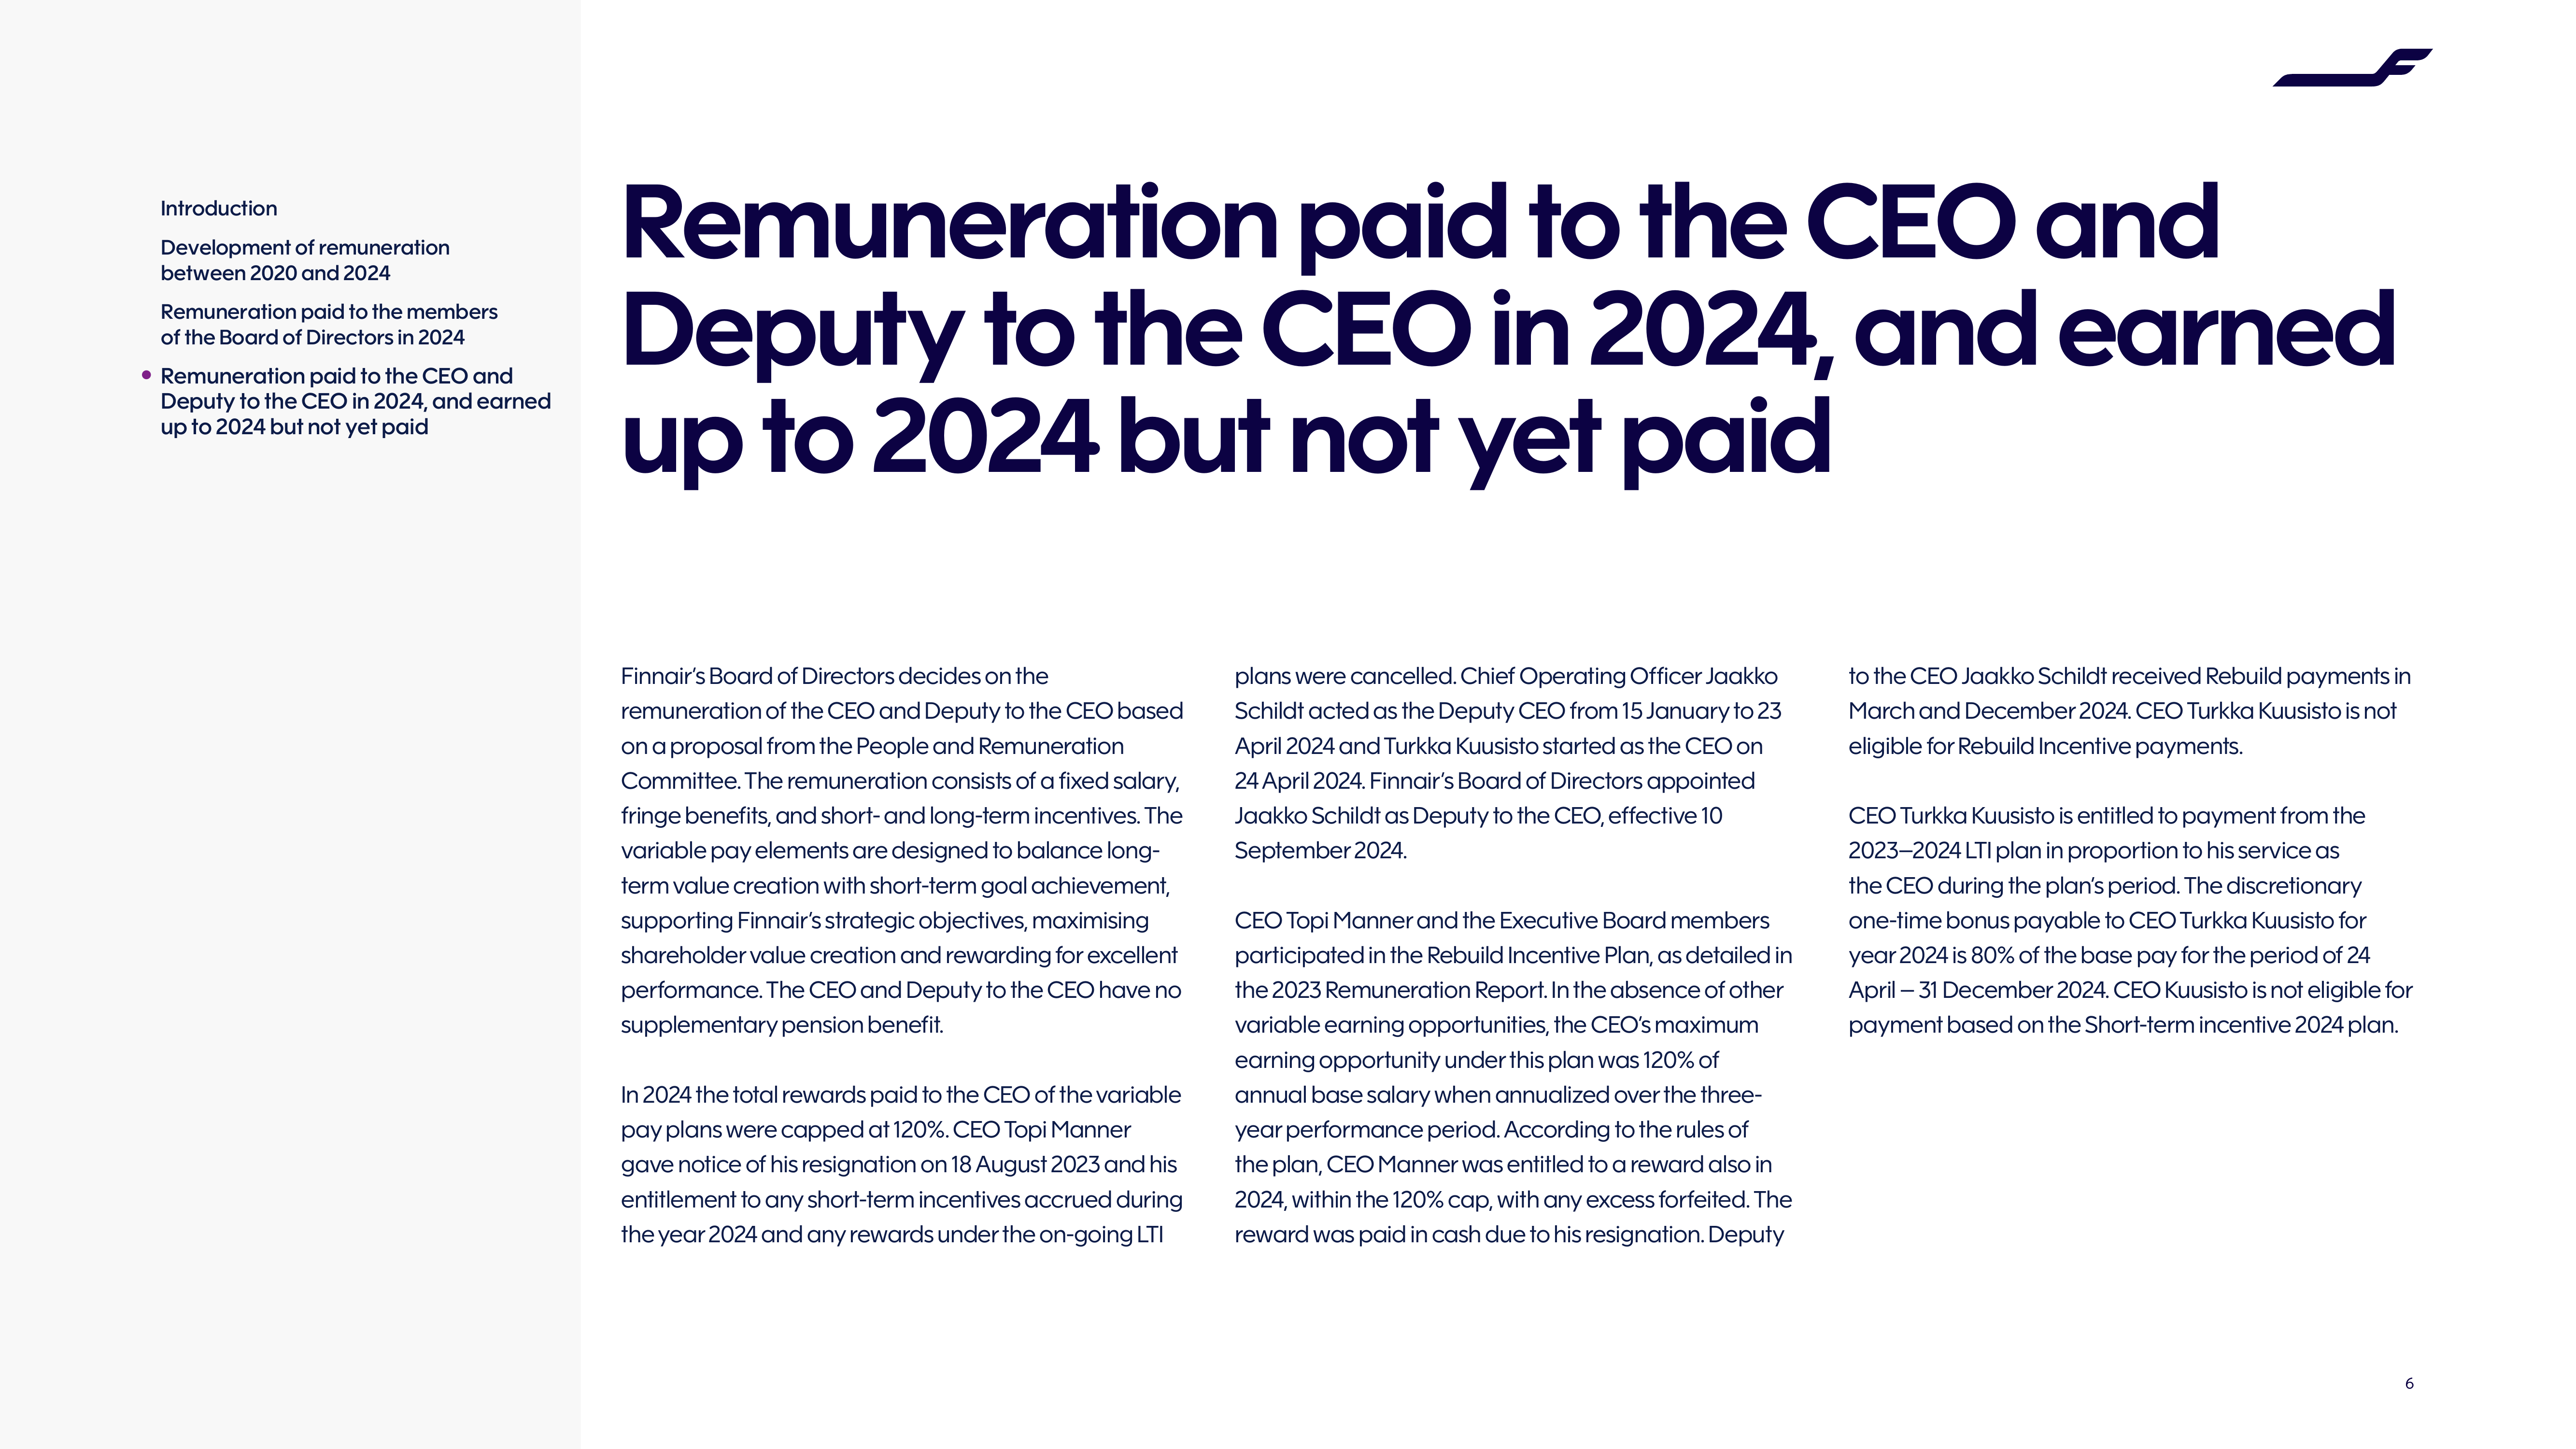 Introduction
Development of remuneration
between 2020 and 2024
Remuneration paid to the members
of the Board of Directors in 2024
Remuneration paid to the CEO and
Deputy to the CEO in 2024, and earned
up to 2024 but not yet paid
Remuneration paid to the CEO and
Deputy to the CEO in 2024, and earned
up to 2024 but not yet paid
Finnair’s Board of Directors decides on the
remuneration of the CEO and Deputy to the CEO based
on a proposal from the People and Remuneration
Committee. The remuneration consists of a fixed salary,
fringe benefits, and short- and long-term incentives. The
variable pay elements are designed to balance long-
term value creation with short-term goal achievement,
supporting Finnair’s strategic objectives, maximising
shareholder value creation and rewarding for excellent
performance. The CEO and Deputy to the CEO have no
supplementary pension benefit.
In 2024 the total rewards paid to the CEO of the variable
pay plans were capped at 120%. CEO Topi Manner
gave notice of his resignation on 18 August 2023 and his
entitlement to any short-term incentives accrued during
the year 2024 and any rewards under the on-going LTI
plans were cancelled. Chief Operating Officer Jaakko
Schildt acted as the Deputy CEO from 15 January to 23
April 2024 and Turkka Kuusisto started as the CEO on
24 April 2024. Finnair’s Board of Directors appointed
Jaakko Schildt as Deputy to the CEO, effective 10
September 2024.
CEO Topi Manner and the Executive Board members
participated in the Rebuild Incentive Plan, as detailed in
the 2023 Remuneration Report. In the absence of other
variable earning opportunities, the CEO’s maximum
earning opportunity under this plan was 120% of
annual base salary when annualized over the three-
year performance period. According to the rules of
the plan, CEO Manner was entitled to a reward also in
2024, within the 120% cap, with any excess forfeited. The
reward was paid in cash due to his resignation. Deputy
to the CEO Jaakko Schildt received Rebuild payments in
March and December 2024. CEO Turkka Kuusisto is not
eligible for Rebuild Incentive payments.
CEO Turkka Kuusisto is entitled to payment from the
2023–2024 LTI plan in proportion to his service as
the CEO during the plan’s period. The discretionary
one-time bonus payable to CEO Turkka Kuusisto for
year 2024 is 80% of the base pay for the period of 24
April – 31 December 2024. CEO Kuusisto is not eligible for
payment based on the Short-term incentive 2024 plan.
6